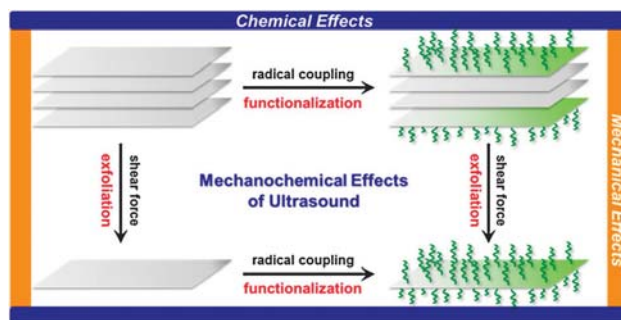 Chemical Effects
radical coupling
functionalization
exfoliation
shear force
Mechanochemical Effects
of Ultrasound
exfoliation
shear force
Mechanical Effects
radical coupling
functionalization